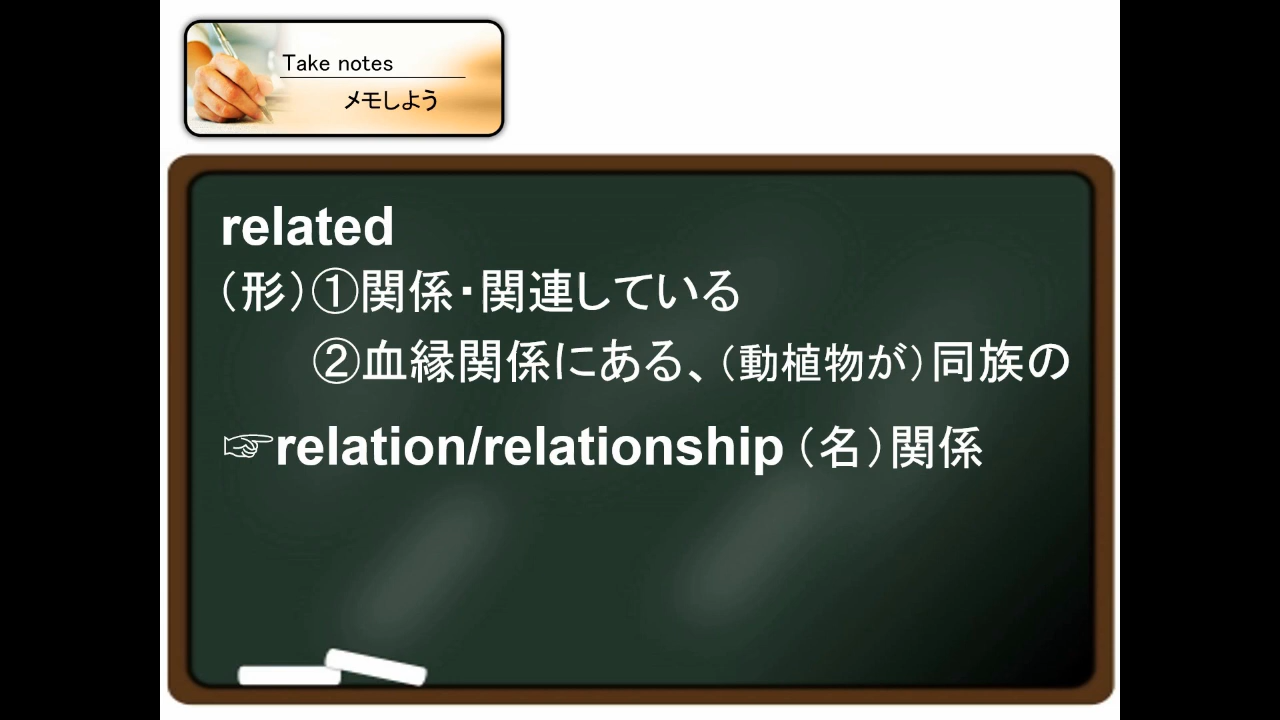 Take notes
メモしよう
related
（形）①関係・関連している
②血縁関係にある、（動植物が）同族の
☞relation/relationship（名）関係